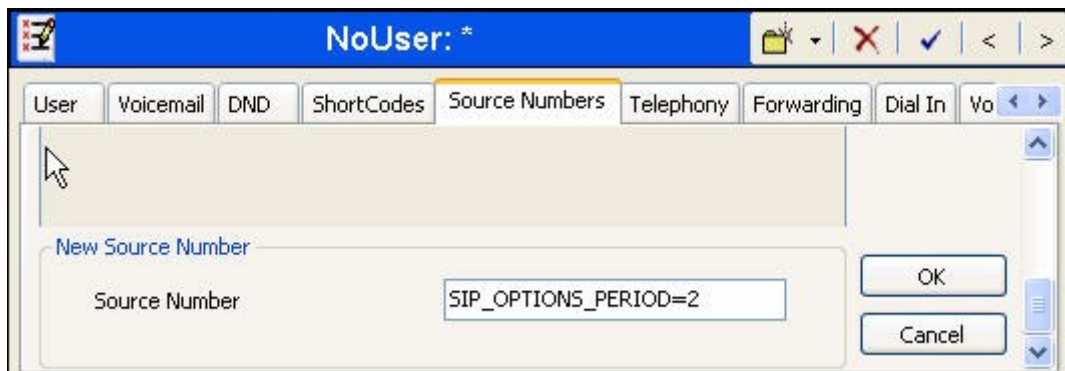 NoUser: *
User Voicemail DND ShortCodes Source Numbers Telephony Forwarding Dial In Vo
New Source Number
Source Number SIP_OPTIONS_PERIOD=2
OK
Cancel